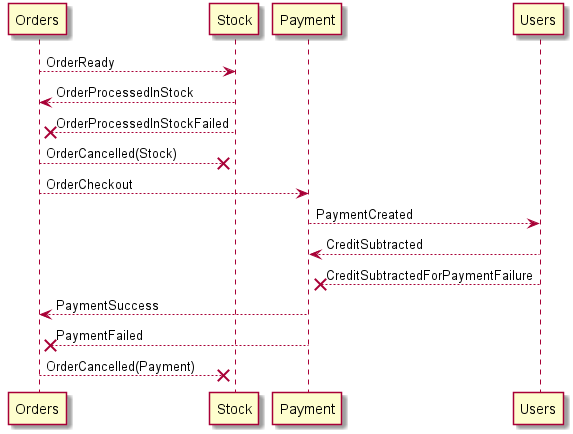 Orders Stock Payment Users
OrderReady
OrderProcessedInStock
OrderProcessedInStockFailed
OrderCancelled(Stock)
OrderCheckout
PaymentCreated
CreditSubtracted
CreditSubtractedForPaymentFailure
PaymentSuccess
PaymentFailed
OrderCancelled(Payment)
Orders Stock Payment Users